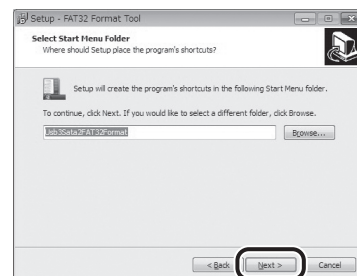 Setup - FAT32 Format Tool
Select Start Menu Folder
Where should Setup place the program's shortcuts?
Setup will create the program's shortcuts in the following Start Menu folder.
To continue, click Next. If you would like to select a different folder, click Browse.
Usb3Sata2FAT32Format
Browse...
< Back
Next >
Cancel